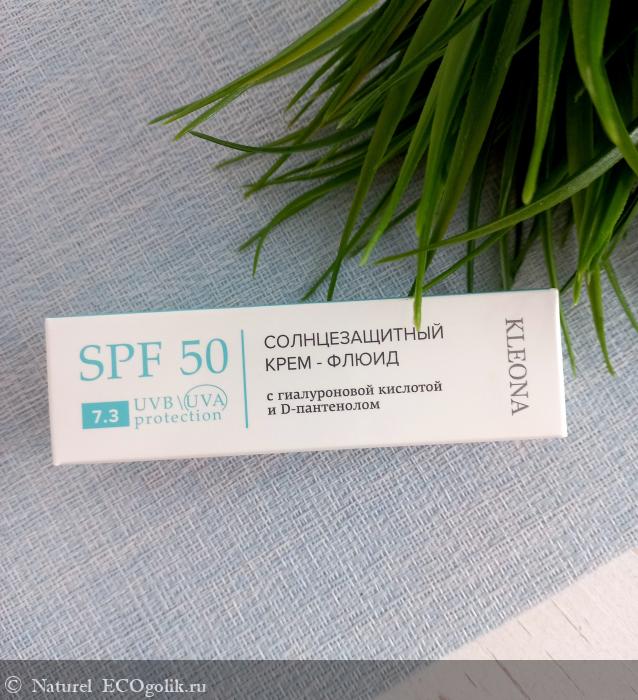 SPF 50
7.3
UVB\UVA
protection
СОЛНЦЕЗАЩИТНЫЙ
КРЕМ - ФЛЮИД
с гиалуроновой кислотой
и D-пантенолом
KLEONA
© Naturel ECOgolik.ru